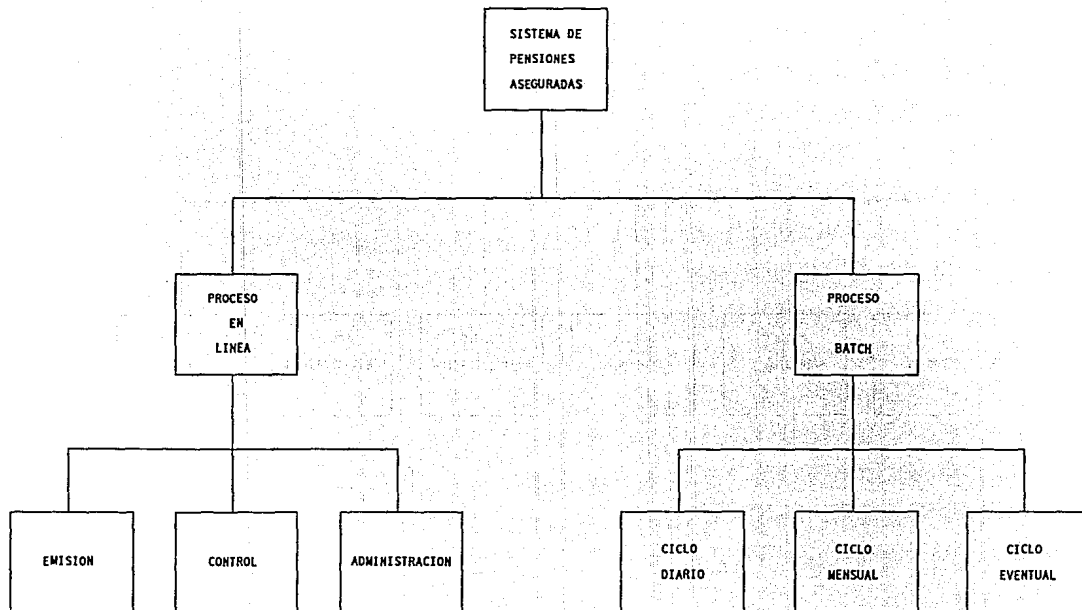 SISTEMA DE
PENSIONES
ASEGURADAS
PROCESO
EN
LINEA
PROCESO
BATCH
EMISION
CONTROL
ADMINISTRACION
CICLO
DIARIO
CICLO
MENSUAL
CICLO
EVENTUAL